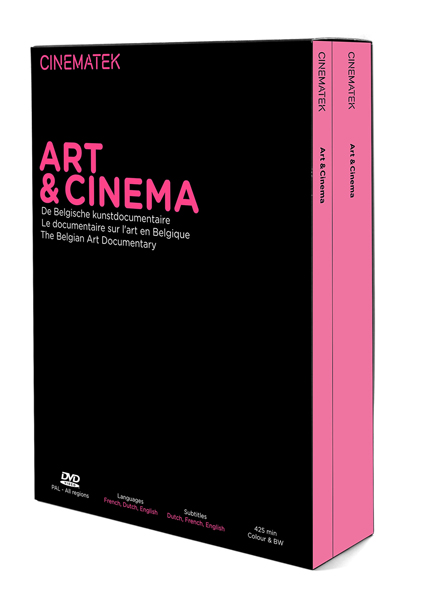 CINEMATEK
ART
& CINEMA
De Belgische kunstdocumentaire
Le documentaire sur l'art en Belgique
The Belgian Art Documentary
DVD
VIDEO
PAL - All regions
Languages
French, Dutch, English
Subtitles
Dutch, French, English
425 min
Colour & BW
CINEMATEK
Art & Cinema
CINEMATEK
Art & Cinema